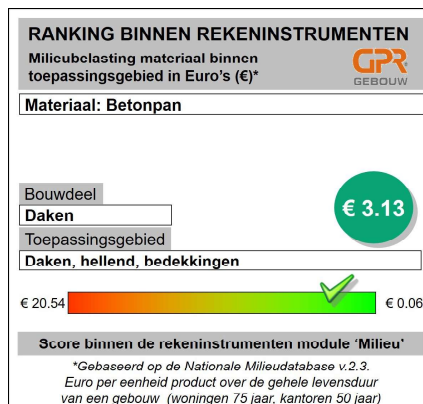 RANKING BINNEN REKENINSTRUMENTEN
Milieubelasting materiaal binnen
toepassingsgebied in Euro's (€)*
GPR
GEBOUW
Materiaal: Betonpan
Bouwdeel
Daken
€ 3.13
Toepassingsgebied
Daken, hellend, bedekkingen
€ 20.54
€ 0.06
Score binnen de rekeninstrumenten module 'Milieu'
*Gebaseerd op de Nationale Milieudatabase v.2.3.
Euro per eenheid product over de gehele levensduur
van een gebouw (woningen 75 jaar, kantoren 50 jaar)